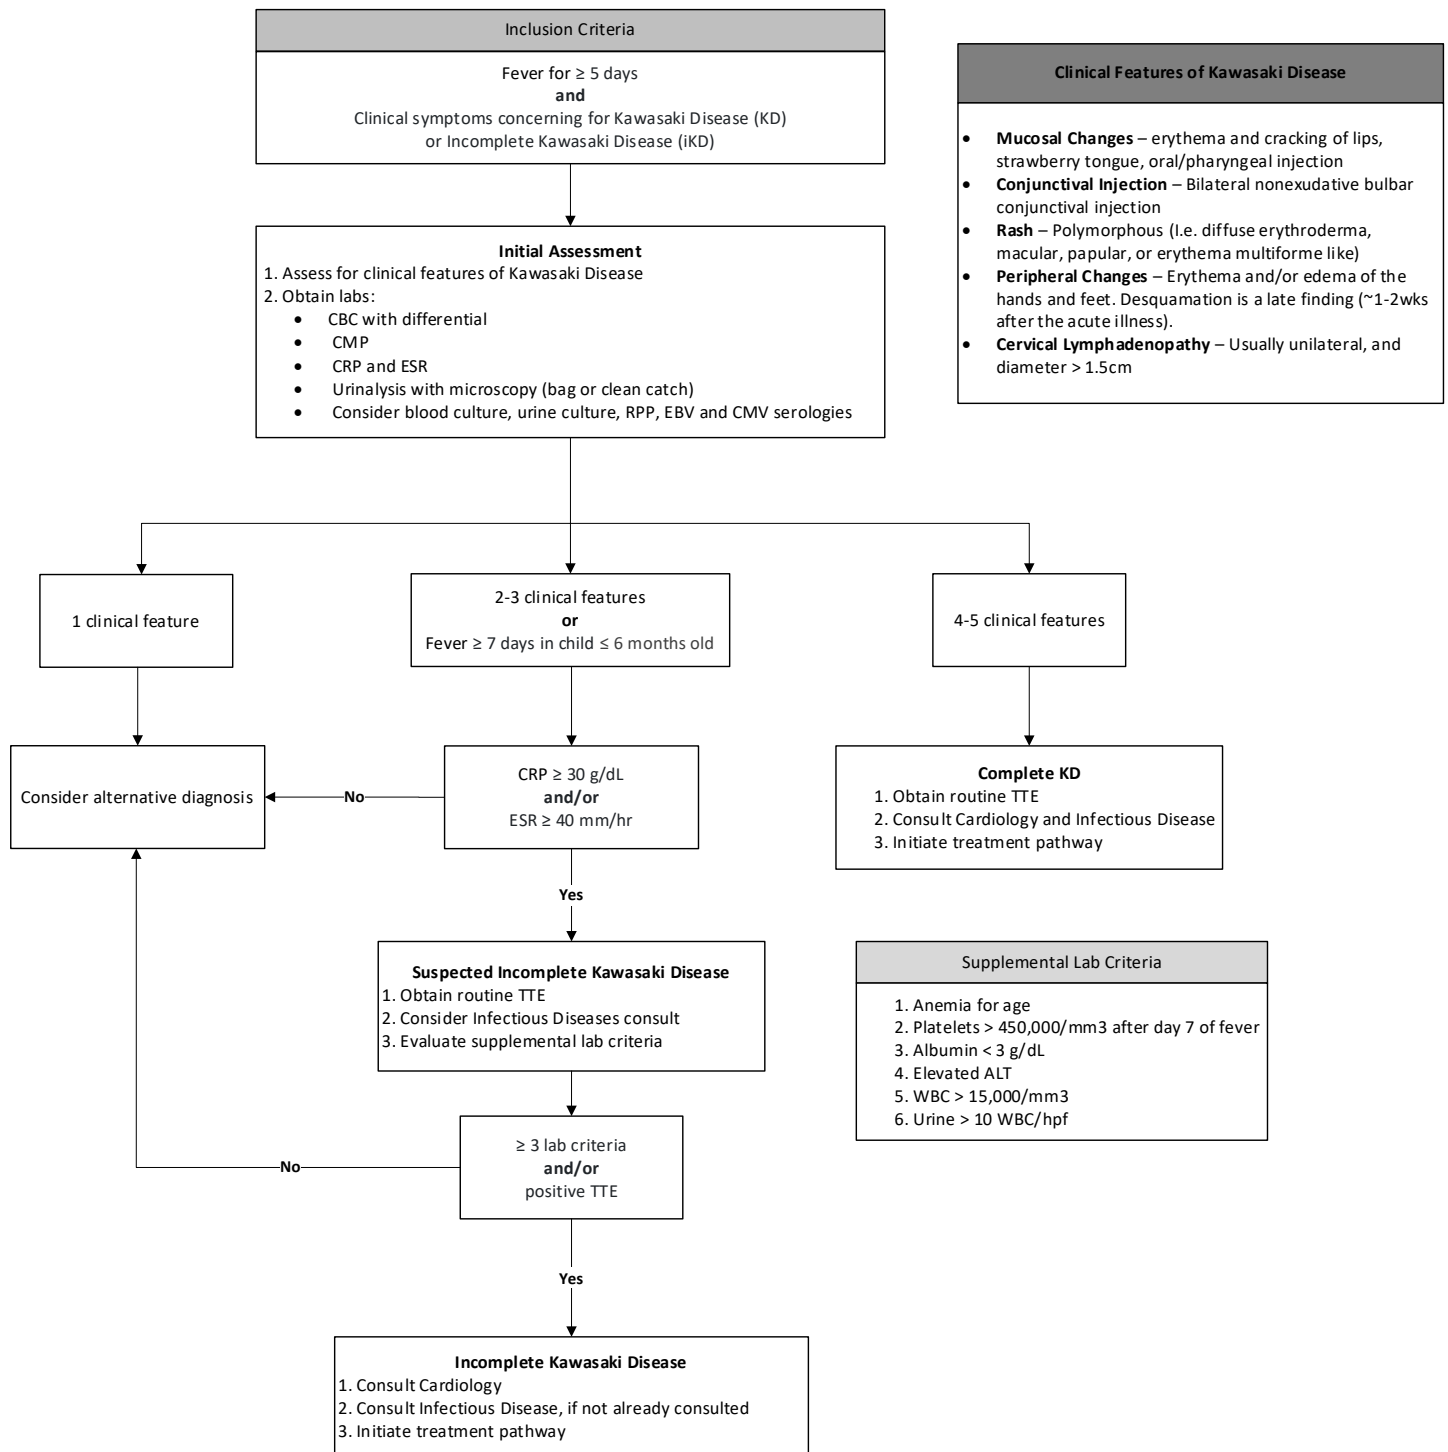 Inclusion Criteria
Fever for ≥ 5 days
and
Clinical symptoms concerning for Kawasaki Disease (KD)
or Incomplete Kawasaki Disease (iKD)
Clinical Features of Kawasaki Disease
• Mucosal Changes – erythema and cracking of lips,
strawberry tongue, oral/pharyngeal injection
• Conjunctival Injection – Bilateral nonexudative bulbar
conjunctival injection
• Rash – Polymorphous (I.e. diffuse erythroderma,
macular, papular, or erythema multiforme like)
• Peripheral Changes – Erythema and/or edema of the
hands and feet. Desquamation is a late finding (~1-2wks
after the acute illness).
• Cervical Lymphadenopathy – Usually unilateral, and
diameter > 1.5cm
Initial Assessment
1. Assess for clinical features of Kawasaki Disease
2. Obtain labs:
• CBC with differential
• CMP
• CRP and ESR
• Urinalysis with microscopy (bag or clean catch)
• Consider blood culture, urine culture, RPP, EBV and CMV serologies
1 clinical feature
2-3 clinical features
or
Fever ≥ 7 days in child ≤ 6 months old
4-5 clinical features
Consider alternative diagnosis
No
CRP ≥ 30 g/dL
and/or
ESR ≥ 40 mm/hr
Complete KD
1. Obtain routine TTE
2. Consult Cardiology and Infectious Disease
3. Initiate treatment pathway
Yes
Suspected Incomplete Kawasaki Disease
1. Obtain routine TTE
2. Consider Infectious Diseases consult
3. Evaluate supplemental lab criteria
Supplemental Lab Criteria
1. Anemia for age
2. Platelets > 450,000/mm3 after day 7 of fever
3. Albumin < 3 g/dL
4. Elevated ALT
5. WBC > 15,000/mm3
6. Urine > 10 WBC/hpf
No
≥ 3 lab criteria
and/or
positive TTE
Yes
Incomplete Kawasaki Disease
1. Consult Cardiology
2. Consult Infectious Disease, if not already consulted
3. Initiate treatment pathway